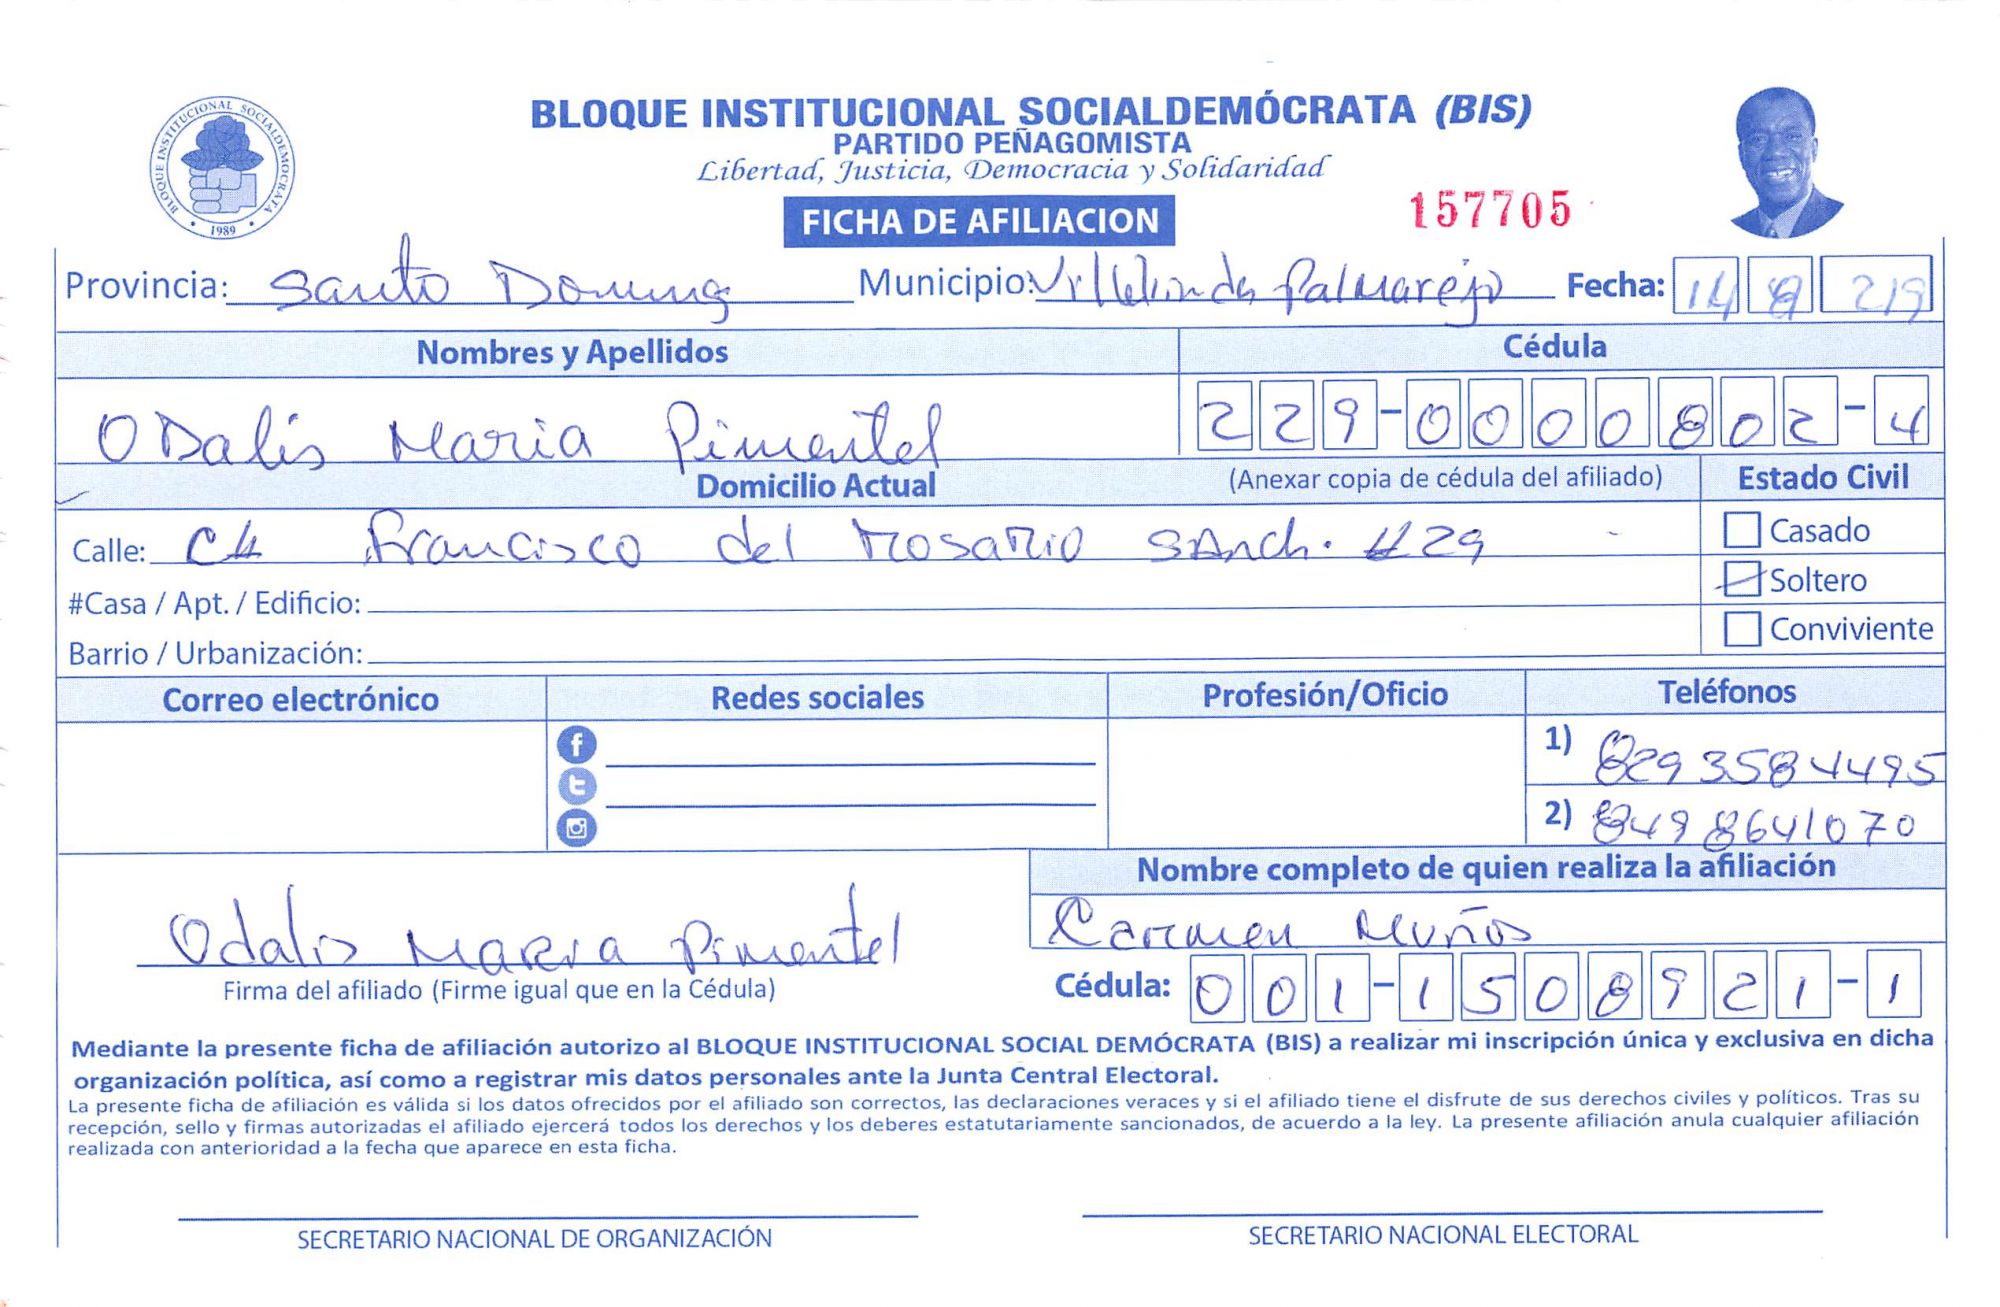 BLOQUE INSTITUCIONAL SOCIALDEMOCRATA
1989
BLOQUE INSTITUCIONAL SOCIALDEMÓCRATA (BIS)
PARTIDO PEÑAGOMISTA
Libertad, Justicia, Democracia y Solidaridad
FICHA DE AFILIACION
157705
Provincia: Santo Doming Municipio: Palmarejo Fecha: 14 8 219
Nombres y Apellidos Cédula
ODalis Maria Pimentel 229-0000802-4
Domicilio Actual (Anexar copia de cédula del afiliado) Estado Civil
Calle: C# Francisco del Rosario SAnch. #29 Casado
#Casa / Apt. / Edificio: Soltero
Barrio / Urbanización: Conviviente
Correo electrónico Redes sociales Profesión/Oficio Teléfonos
1) 829 3584495
2) 849 8641070
Nombre completo de quien realiza la afiliación
Carmen Muños
Odalis Maria Pimentel
Firma del afiliado (Firme igual que en la Cédula) Cédula: 001-1508921-1
Mediante la presente ficha de afiliación autorizo al BLOQUE INSTITUCIONAL SOCIAL DEMÓCRATA (BIS) a realizar mi inscripción única y exclusiva en dicha
organización política, así como a registrar mis datos personales ante la Junta Central Electoral.
La presente ficha de afiliación es válida si los datos ofrecidos por el afiliado son correctos, las declaraciones veraces y si el afiliado tiene el disfrute de sus derechos civiles y políticos. Tras su
recepción, sello y firmas autorizadas el afiliado ejercerá todos los derechos y los deberes estatutariamente sancionados, de acuerdo a la ley. La presente afiliación anula cualquier afiliación
realizada con anterioridad a la fecha que aparece en esta ficha.
SECRETARIO NACIONAL DE ORGANIZACIÓN SECRETARIO NACIONAL ELECTORAL